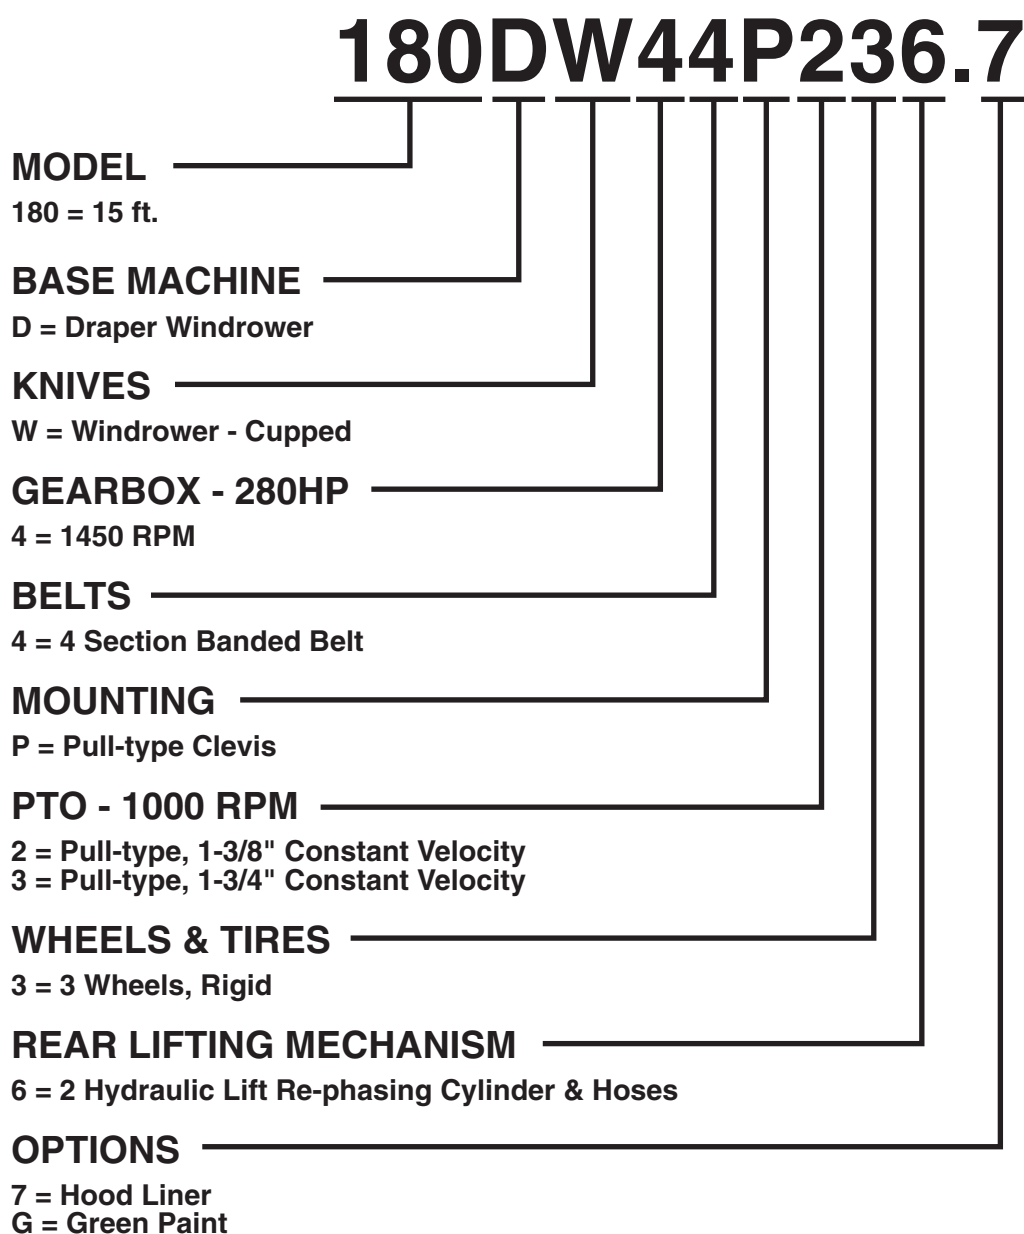 180DW44P236.7
MODEL
180 = 15 ft.
BASE MACHINE
D = Draper Windrower
KNIVES
W = Windrower - Cupped
GEARBOX - 280HP
4 = 1450 RPM
BELTS
4 = 4 Section Banded Belt
MOUNTING
P = Pull-type Clevis
PTO - 1000 RPM
2 = Pull-type, 1-3/8" Constant Velocity
3 = Pull-type, 1-3/4" Constant Velocity
WHEELS & TIRES
3 = 3 Wheels, Rigid
REAR LIFTING MECHANISM
6 = 2 Hydraulic Lift Re-phasing Cylinder & Hoses
OPTIONS
7 = Hood Liner
G = Green Paint